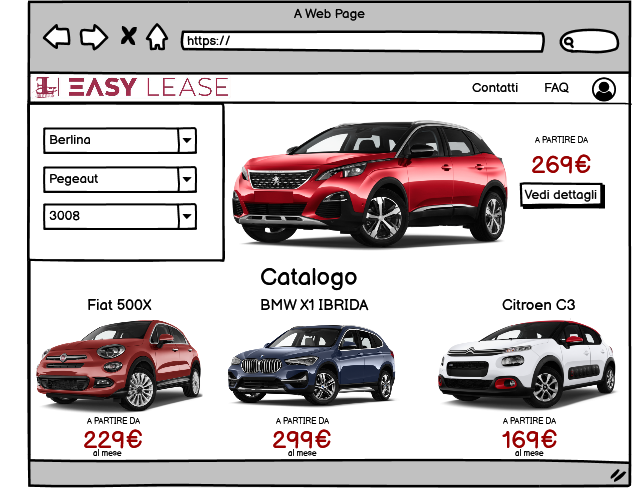 A Web Page
https://
EASY LEASE
Contatti
FAQ
Berlina
Pegeaut
3008
A PARTIRE DA
269€
Vedi dettagli
Catalogo
Fiat 500X
BMW X1 IBRIDA
Citroen C3
A PARTIRE DA
229€
al mese
A PARTIRE DA
299€
al mese
A PARTIRE DA
169€
al mese